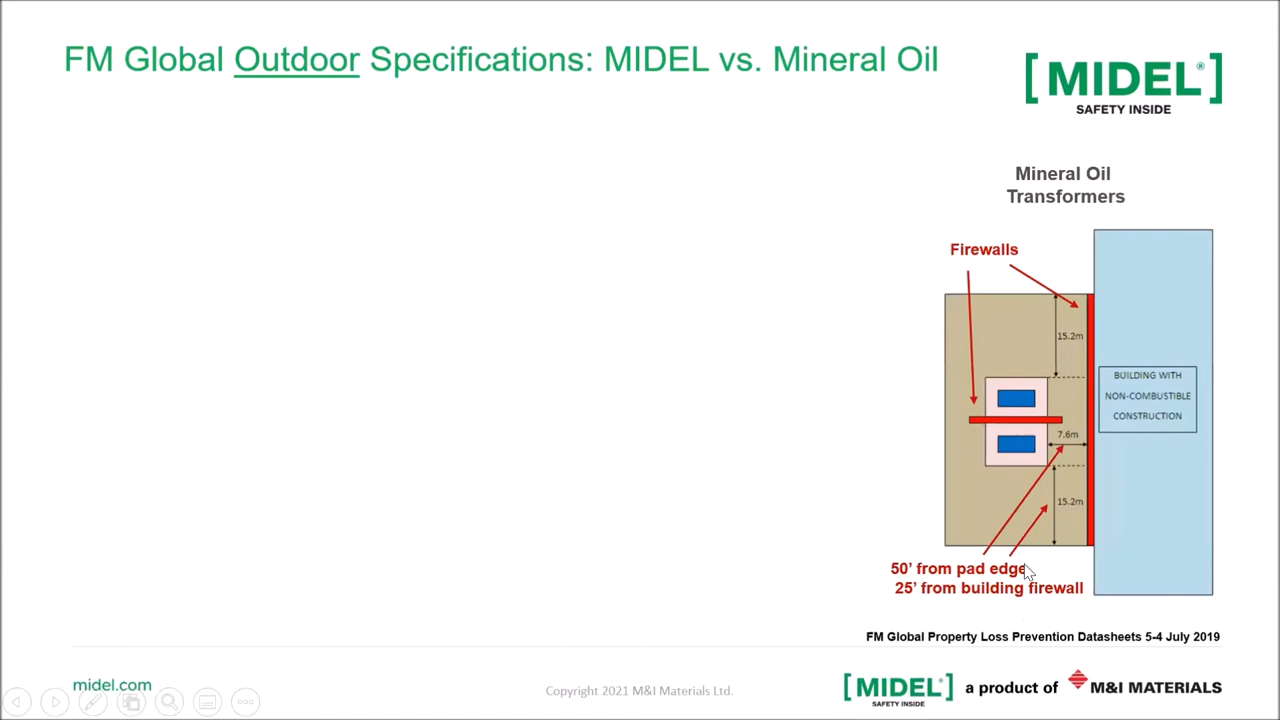 FM Global Outdoor Specifications: MIDEL vs. Mineral Oil
[MIDEL®]
SAFETY INSIDE
Mineral Oil
Transformers
Firewalls
15.2m
BUILDING WITH
NON-COMBUSTIBLE
CONSTRUCTION
7.6m
15.2m
50’ from pad edge
25’ from building firewall
FM Global Property Loss Prevention Datasheets 5-4 July 2019
midel.com
Copyright 2021 M&I Materials Ltd.
[MIDEL®]
SAFETY INSIDE
a product of
M&I MATERIALS